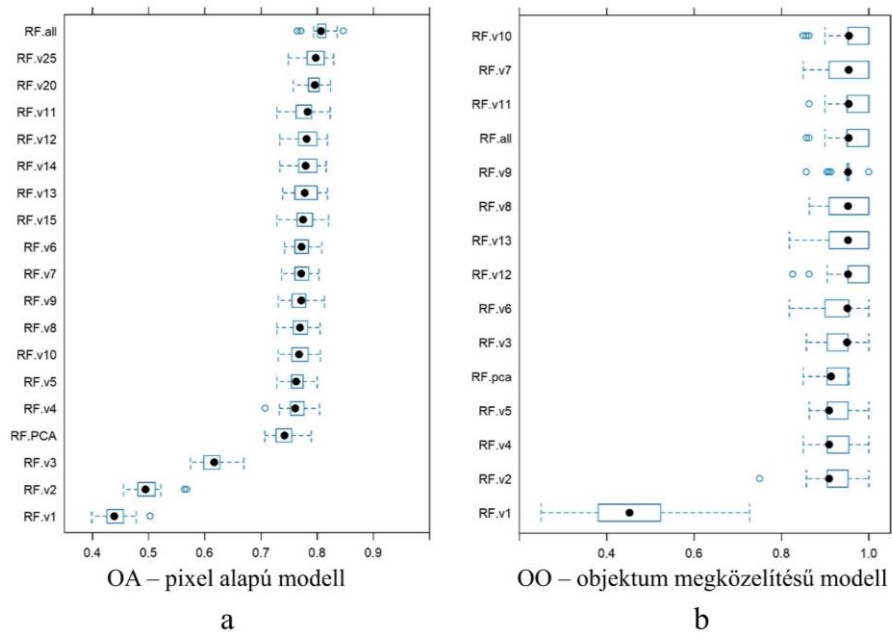 a
RF.all
RF.v25
RF.v20
RF.v11
RF.v12
RF.v14
RF.v13
RF.v15
RF.v6
RF.v7
RF.v9
RF.v8
RF.v10
RF.v5
RF.v4
RF.PCA
RF.v3
RF.v2
RF.v1
0.4 0.5 0.6 0.7 0.8 0.9
OA – pixel alapú modell
a
b
RF.v10
RF.v7
RF.v11
RF.all
RF.v9
RF.v8
RF.v13
RF.v12
RF.v6
RF.v3
RF.pca
RF.v5
RF.v4
RF.v2
RF.v1
0.4 0.6 0.8 1.0
OO – objektum megközelítésű modell
b